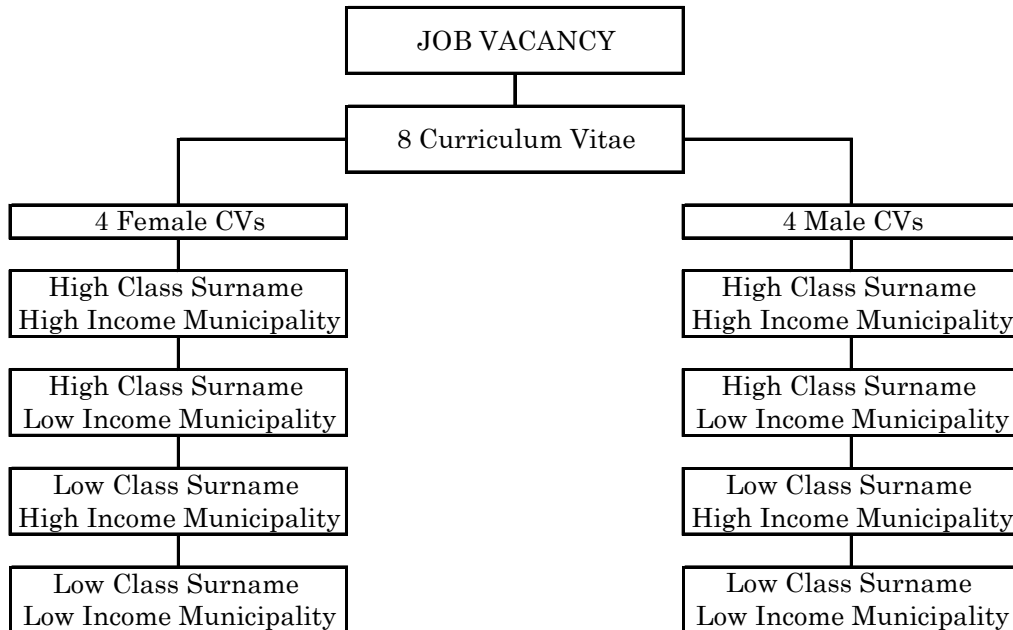 JOB VACANCY
8 Curriculum Vitae
4 Female CVs
High Class Surname
High Income Municipality
High Class Surname
Low Income Municipality
Low Class Surname
High Income Municipality
Low Class Surname
Low Income Municipality
4 Male CVs
High Class Surname
High Income Municipality
High Class Surname
Low Income Municipality
Low Class Surname
High Income Municipality
Low Class Surname
Low Income Municipality